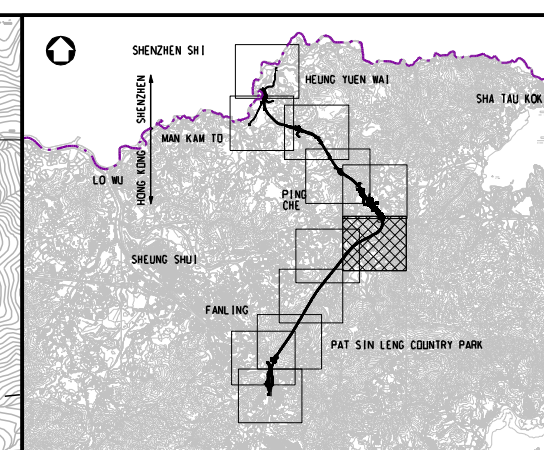 SHENZHEN SHI
HEUNG YUEN WAI
SHA TAU KOK
SHENZHEN
HONG KONG
MAN KAM TO
LO WU
PING
CHE
SHEUNG SHUI
FANLING
PAT SIN LENG COUNTRY PARK